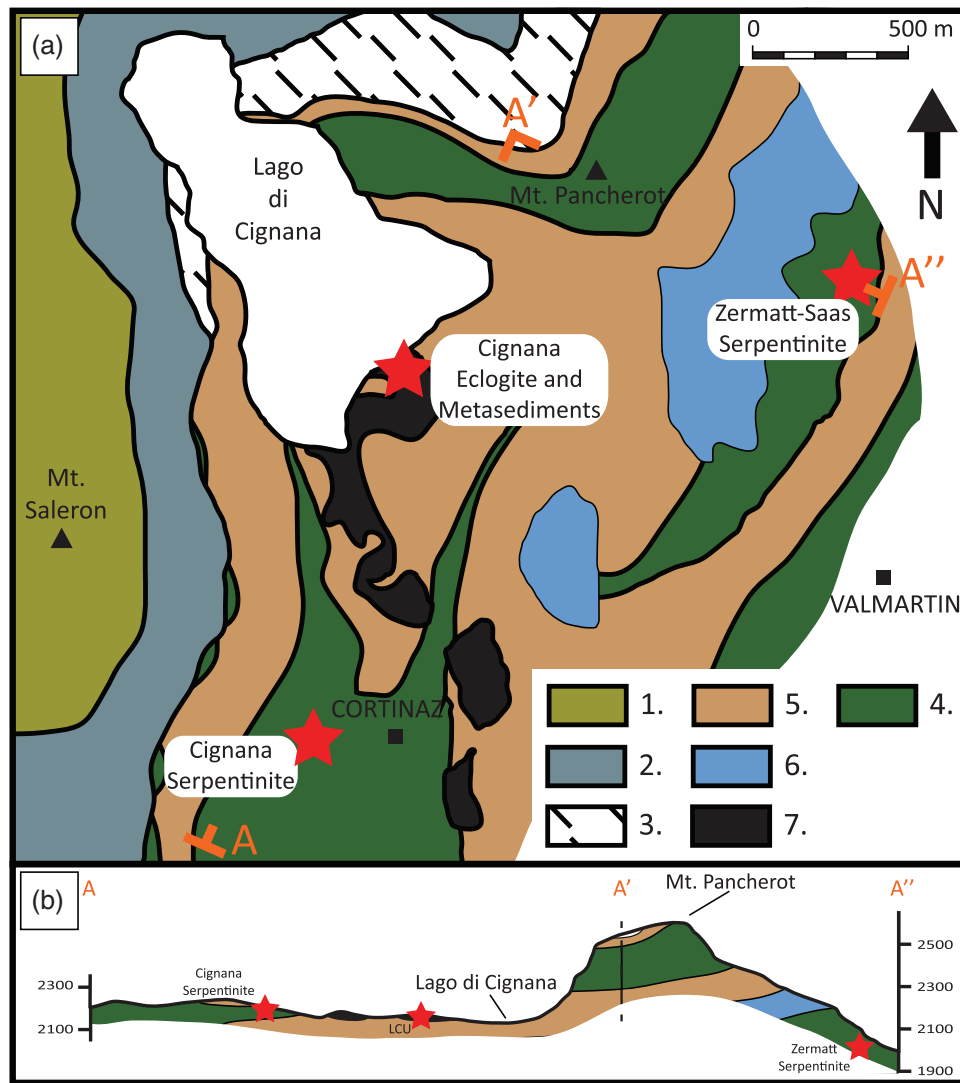 (a)
0 500 m
N
A'
Lago
di
Cignana
Mt. Pancherot
A''
Zermatt-Saas
Serpentinite
Cignana
Eclogite and
Metasediments
Mt.
Saleron
VALMARTIN
CORTINAZ
Cignana
Serpentinite
A
1. 5. 4.
2. 6.
3. 7.
(b)
A A' A''
Mt. Pancherot
2500
Cignana
Serpentinite
Lago di Cignana
2300 2300
LCU
2100 2100
Zermatt
Serpentinite
1900